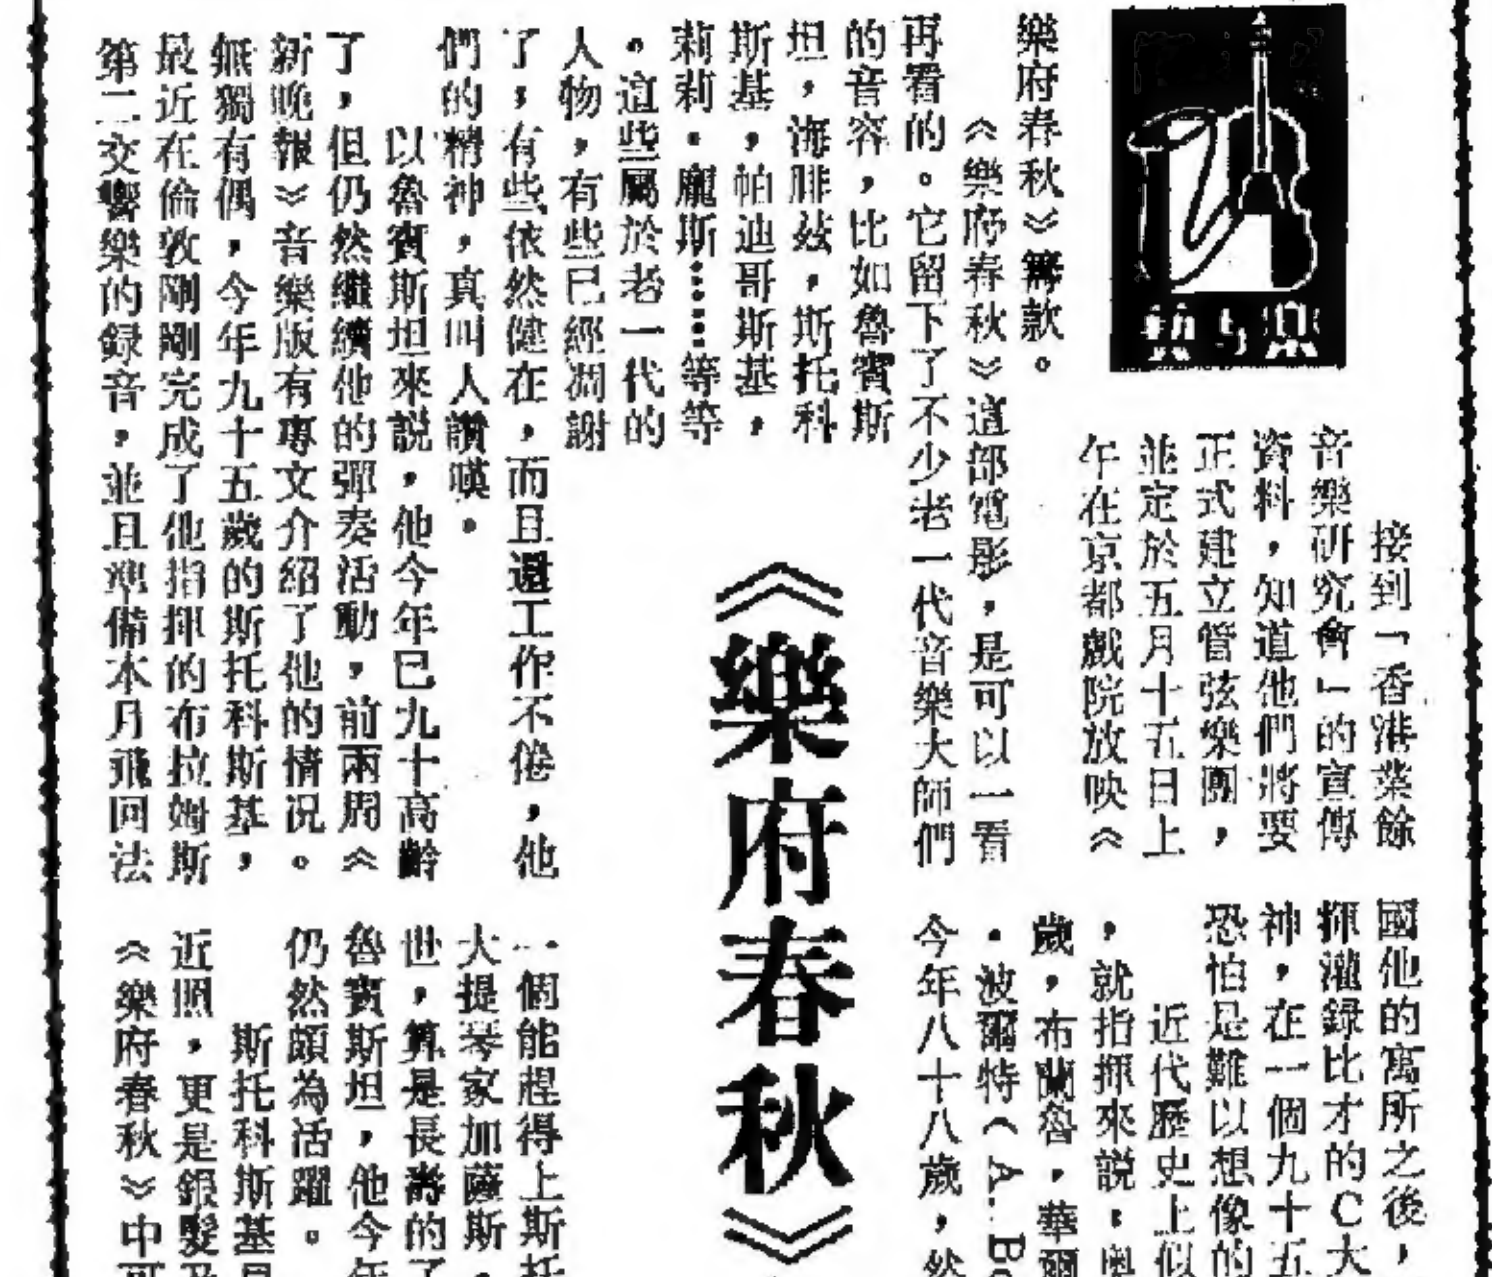 樂與藝
《樂府春秋》
接到「香港業餘
音樂研究會」的宣傳
資料，知道他們將要
正式建立管弦樂團，
並定於五月十五日上
午在京都戲院放映《
樂府春秋》籌款。
《樂府春秋》這部電影，是可以一看
再看的。它留下了不少老一代音樂大師們
的音容，比如魯賓斯
坦，海腓茲，斯托科
斯基，帕迪哥斯基，
莉莉・龐斯……等等
。這些屬於老一代的
人物，有些已經凋謝
了，有些依然健在，而且還工作不倦，他
們的精神，真叫人讚嘆。
以魯賓斯坦來説，他今年已九十高齡
了，但仍然繼續他的彈奏活動，前兩周《
新晚報》音樂版有專文介紹了他的情況。
無獨有偶，今年九十五歲的斯托科斯基，
最近在倫敦剛剛完成了他指揮的布拉姆斯
第二交響樂的録音，並且準備本月飛回法
國他的寓所之後，
揮灌録比才的C大
神，在一個九十五
恐怕是難以想像的
近代歷史上似
，就指揮來説，奥
歲，布蘭魯・華爾
・波爾特（A. Bo
今年八十八歲，然
一個能趕得上斯托
大提琴家加薩斯，
世，算是長壽的了
魯賓斯坦，他今年
仍然頗為活躍。
斯托科斯基
近照，更是銀髮
《樂府春秋》中可